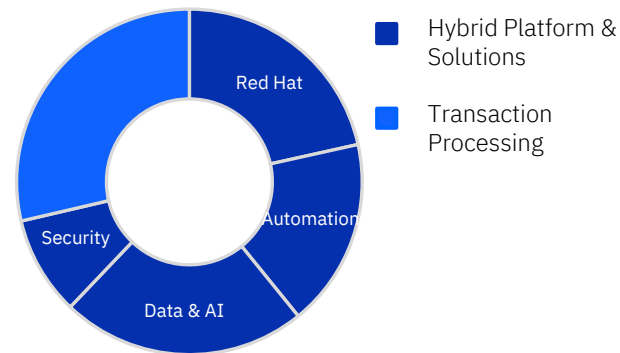 Red Hat
Automation
Data & AI
Security
Hybrid Platform &
Solutions
Transaction
Processing